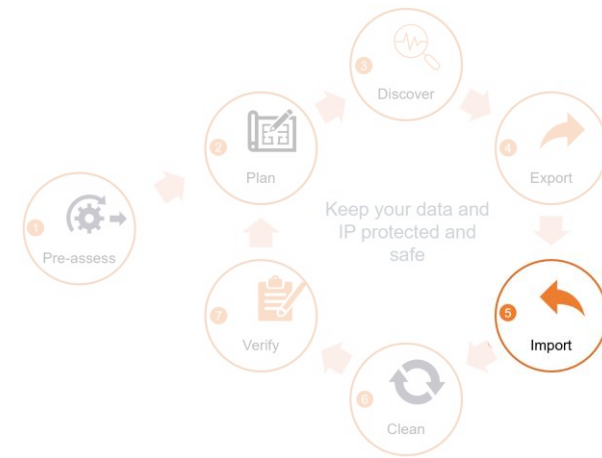 3
Discover
2
Plan
4
Export
Keep your data and
IP protected and
safe
1
Pre-assess
5
Import
7
Verify
6
Clean